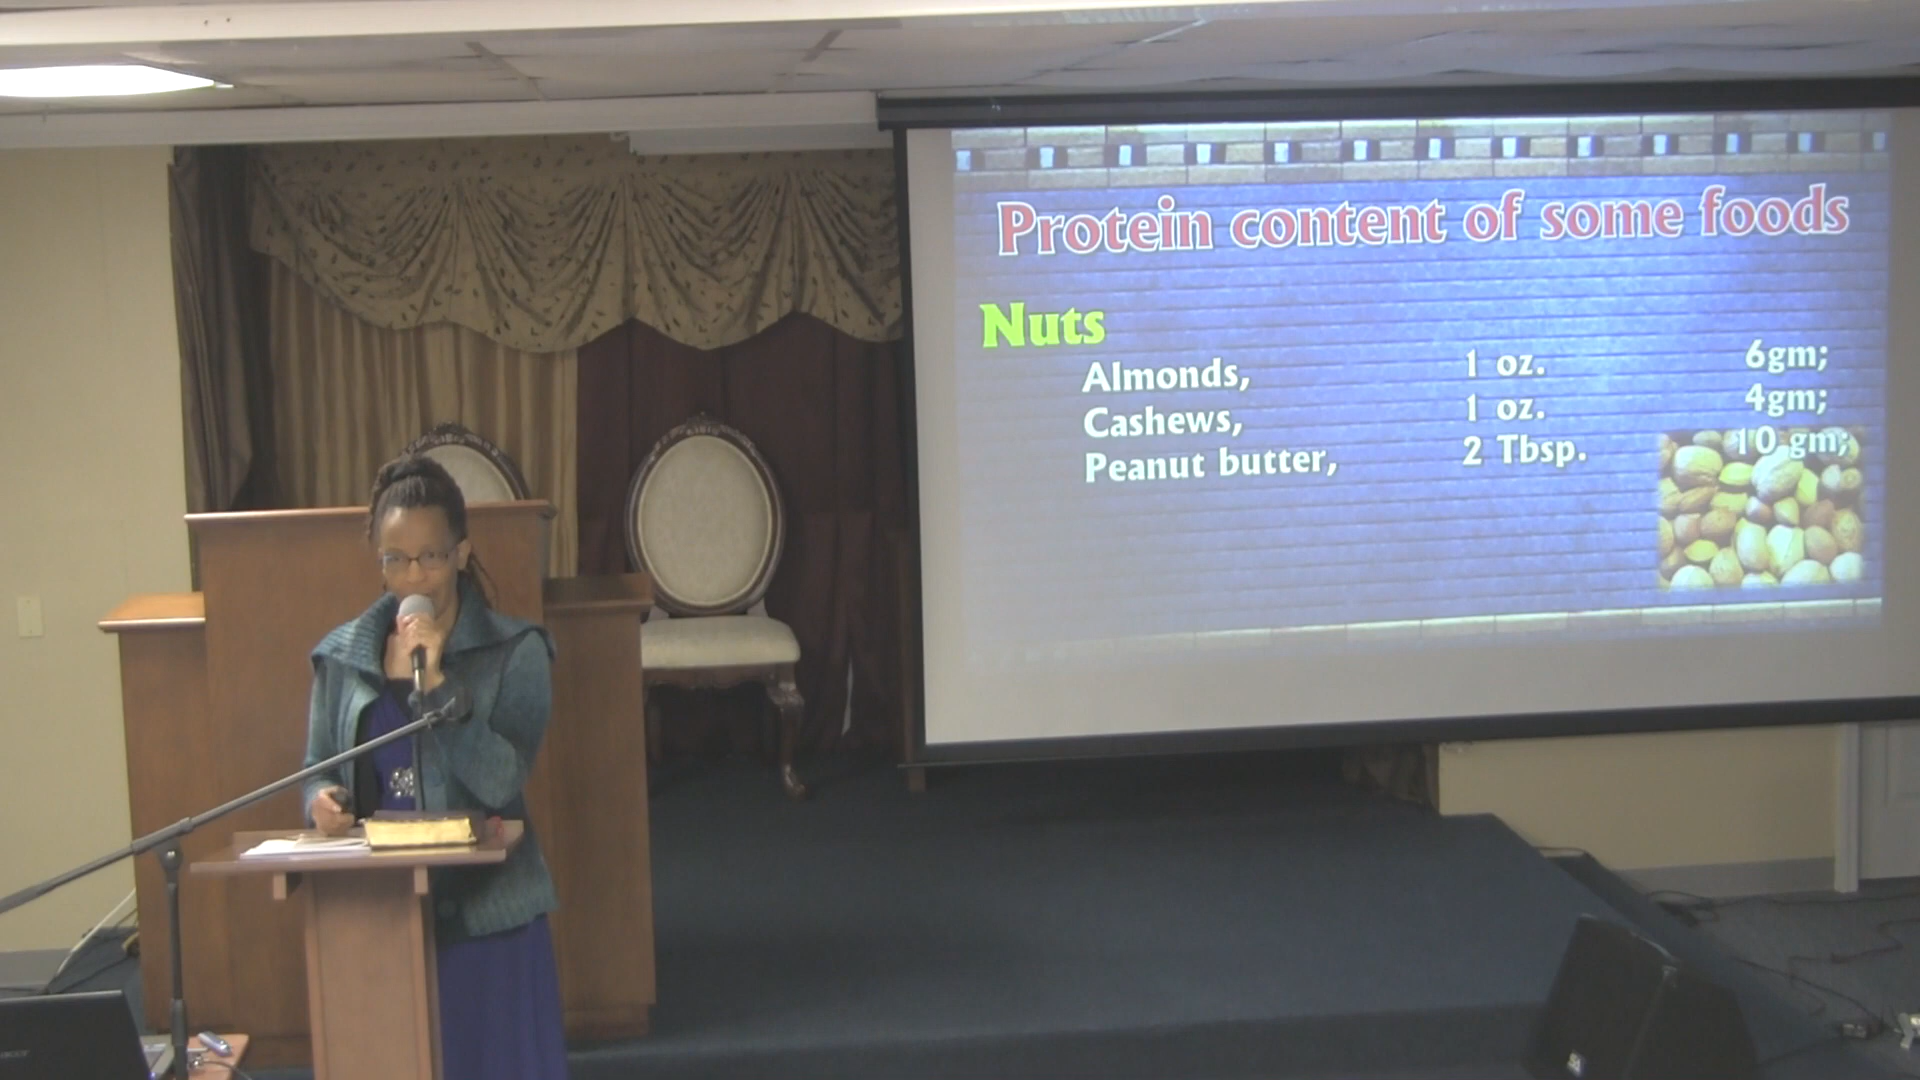 Protein content of some foods
Nuts
Almonds, 1 oz. 6gm;
Cashews, 1 oz. 4gm;
Peanut butter, 2 Tbsp. 10 gm;